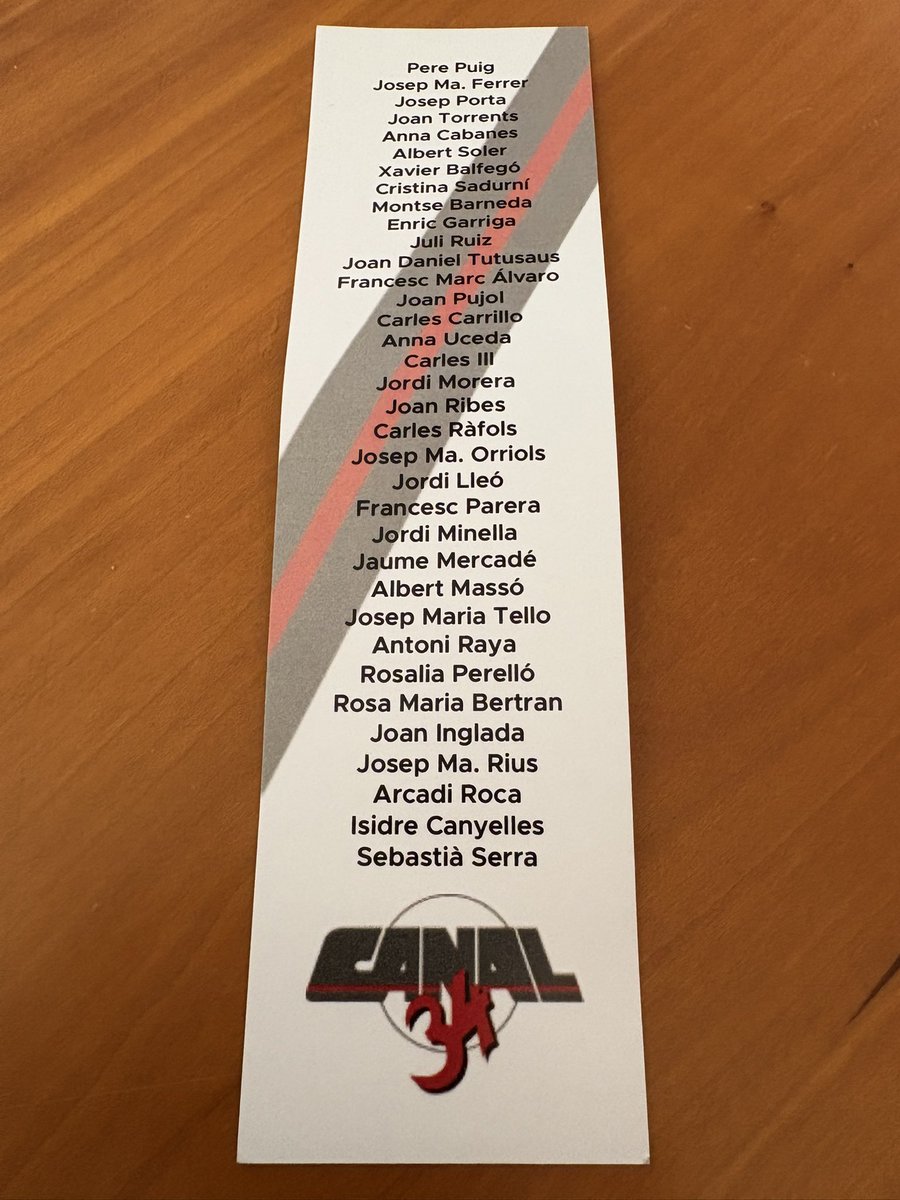 Pere Puig
Josep Ma. Ferrer
Josep Porta
Joan Torrents
Anna Cabanes
Albert Soler
Xavier Balfegó
Cristina Sadurní
Montse Barneda
Enric Garriga
Juli Ruiz
Joan Daniel Tutusaus
Francesc Marc Álvaro
Joan Pujol
Carles Carrillo
Anna Uceda
Carles III
Jordi Morera
Joan Ribes
Carles Ràfols
Josep Ma. Orriols
Jordi Lleó
Francesc Parera
Jordi Minella
Jaume Mercadé
Albert Massó
Josep Maria Tello
Antoni Raya
Rosalia Perelló
Rosa Maria Bertran
Joan Inglada
Josep Ma. Rius
Arcadi Roca
Isidre Canyelles
Sebastià Serra
CANAL
34